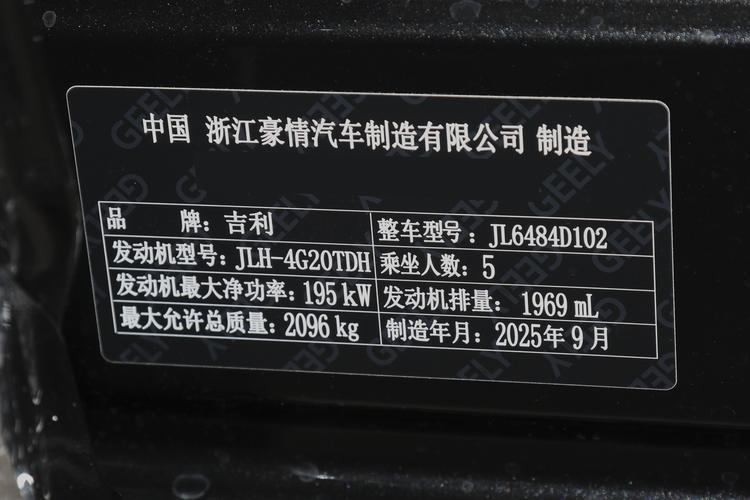 中国 浙江豪情汽车制造有限公司 制造
品 牌：吉利 整车型号：JL6484D102
发动机型号：JLH-4G20TDH 乘坐人数：5
发动机最大净功率：195 kW 发动机排量：1969 mL
最大允许总质量：2096 kg 制造年月：2025年9月
GEELY